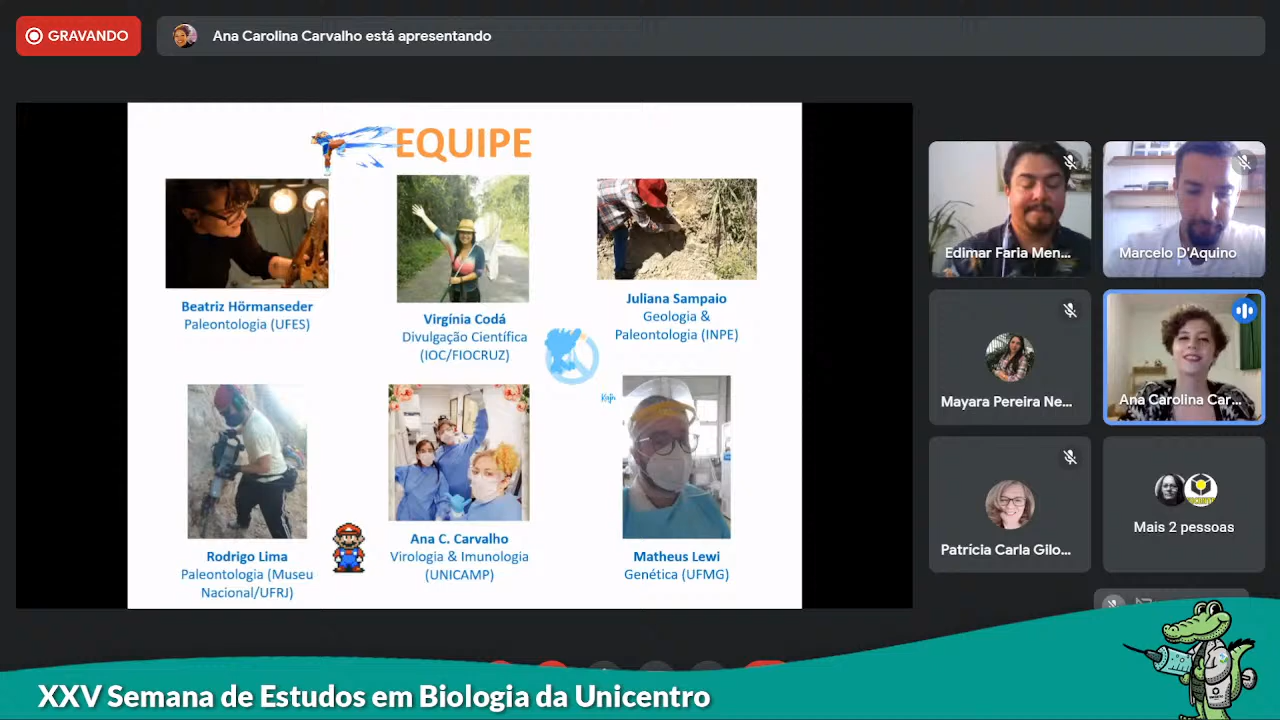 GRAVANDO
Ana Carolina Carvalho está apresentando
EQUIPE
Beatriz Hörmanseder
Paleontologia (UFES)
Virgínia Codá
Divulgação Científica
(IOC/FIOCRUZ)
Juliana Sampaio
Geologia &
Paleontologia (INPE)
Rodrigo Lima
Paleontologia (Museu
Nacional/UFRJ)
Ana C. Carvalho
Virologia & Imunologia
(UNICAMP)
Matheus Lewi
Genética (UFMG)
Edimar Faria Men...
Marcelo D'Aquino
Mayara Pereira Ne...
Ana Carolina Car...
Patrícia Carla Gilo...
Mais 2 pessoas
XXV Semana de Estudos em Biologia da Unicentro